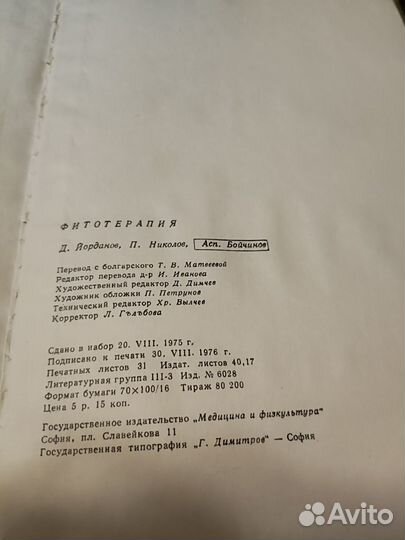 ФИТОТЕРАПИЯ
Д. Йорданов, П. Николов, Асп. Бойчинов
Перевод с болгарского Т. В. Матвеевой
Редактор перевода д-р И. Иванова
Художественный редактор Д. Димчев
Художник обложки П. Петрунов
Технический редактор Хр. Вылчев
Корректор Л. Гълъбова
Сдано в набор 20. VIII. 1975 г.
Подписано к печати 30. VIII. 1976 г.
Печатных листов 31 Издат. листов 40,17
Литературная группа III-3 Изд. № 6028
Формат бумаги 70×100/16 Тираж 80 200
Цена 5 р. 15 коп.
Государственное издательство „Медицина и физкультура"
София, пл. Славейкова 11
Государственная типография „Г. Димитров" — София
Avito